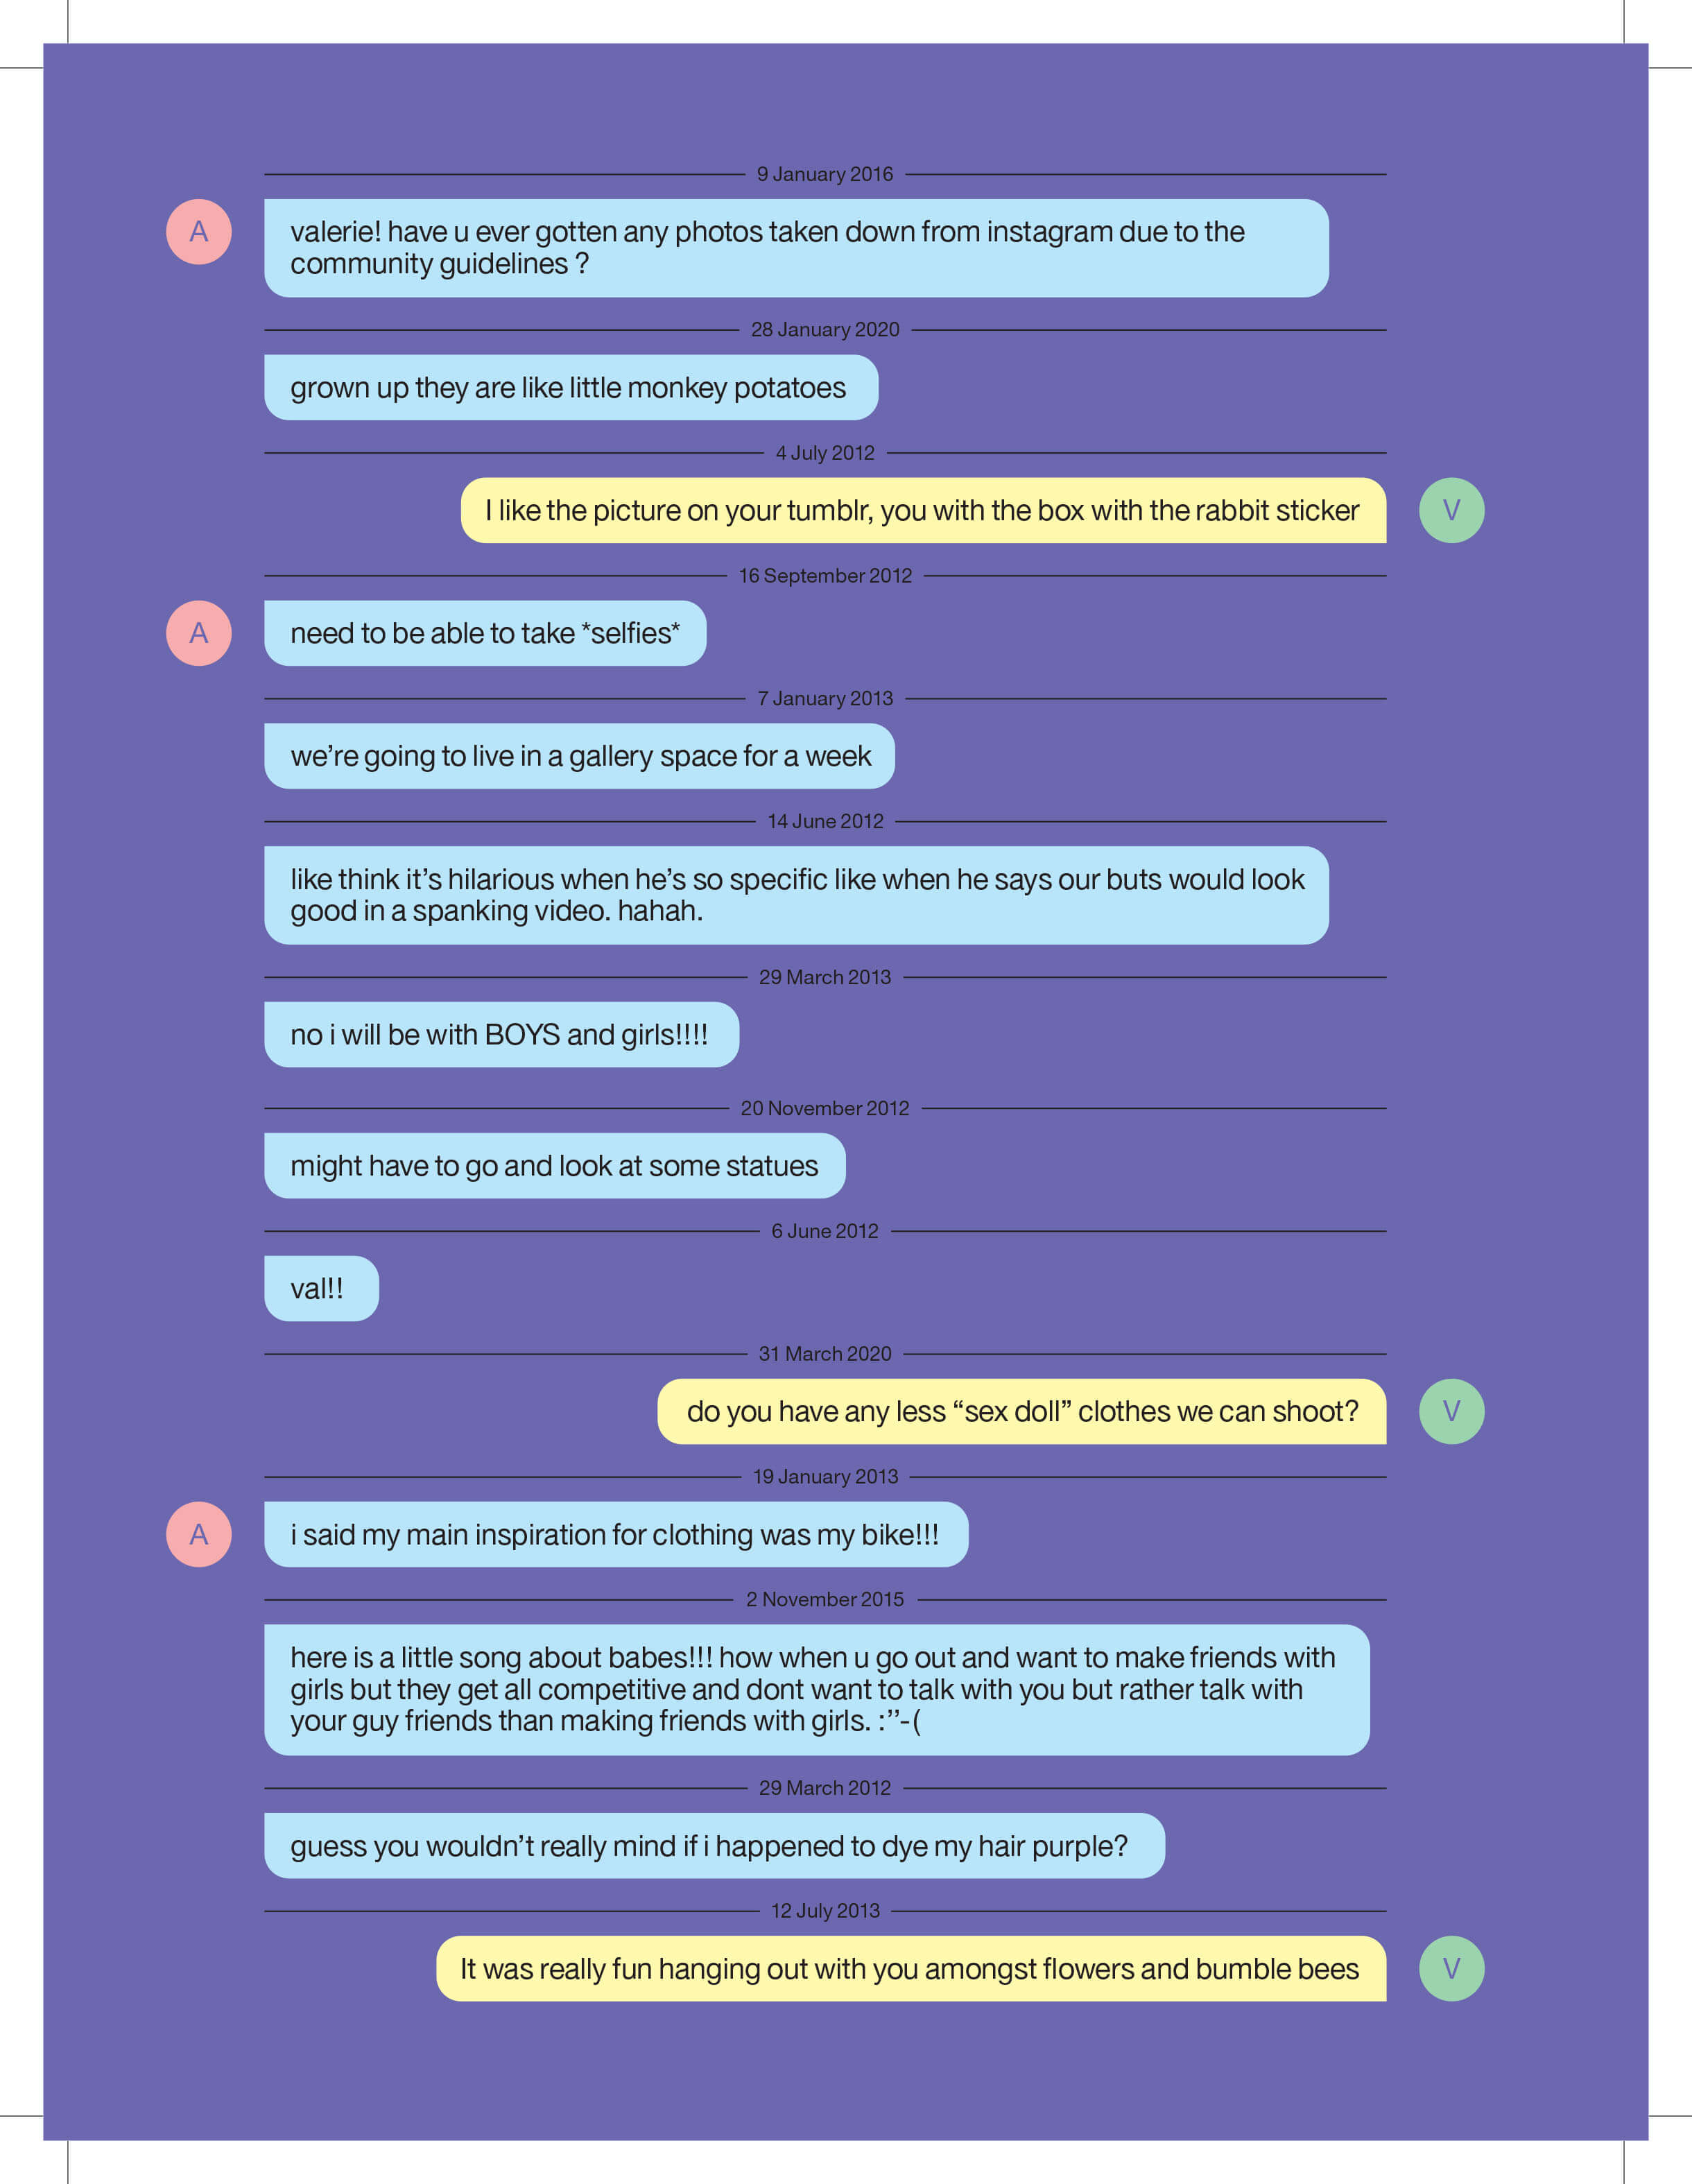 9 January 2016
A
valerie! have u ever gotten any photos taken down from instagram due to the
community guidelines ?
28 January 2020
grown up they are like little monkey potatoes
4 July 2012
I like the picture on your tumblr, you with the box with the rabbit sticker
V
16 September 2012
A
need to be able to take *selfies*
7 January 2013
we’re going to live in a gallery space for a week
14 June 2012
like think it’s hilarious when he’s so specific like when he says our buts would look
good in a spanking video. hahah.
29 March 2013
no i will be with BOYS and girls!!!!
20 November 2012
might have to go and look at some statues
6 June 2012
val!!
31 March 2020
do you have any less “sex doll” clothes we can shoot?
V
19 January 2013
A
i said my main inspiration for clothing was my bike!!!
2 November 2015
here is a little song about babes!!! how when u go out and want to make friends with
girls but they get all competitive and dont want to talk with you but rather talk with
your guy friends than making friends with girls. :”-(
29 March 2012
guess you wouldn’t really mind if i happened to dye my hair purple?
12 July 2013
It was really fun hanging out with you amongst flowers and bumble bees
V